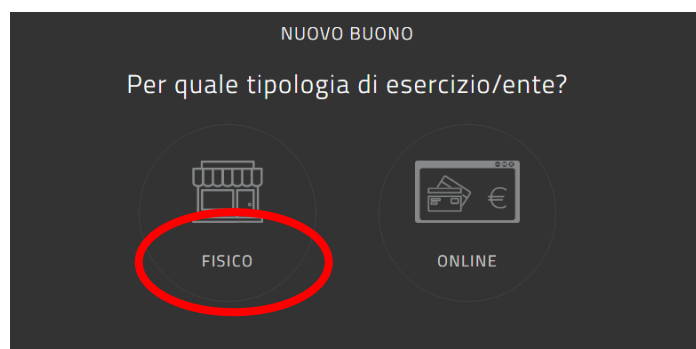 NUOVO BUONO
Per quale tipologia di esercizio/ente?
FISICO
€
ONLINE